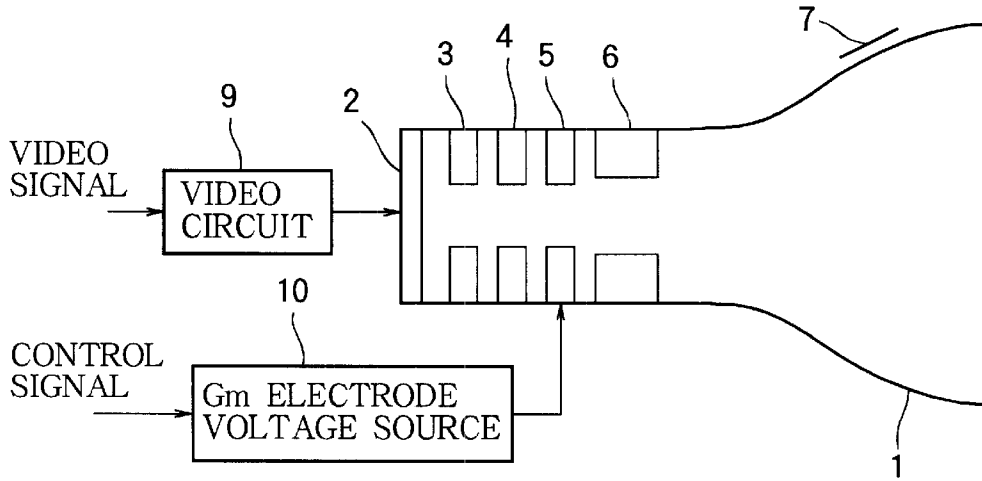 7
4
3
5
6
2
9
VIDEO
SIGNAL
VIDEO
CIRCUIT
10
CONTROL
SIGNAL
Gm ELECTRODE
VOLTAGE SOURCE
1